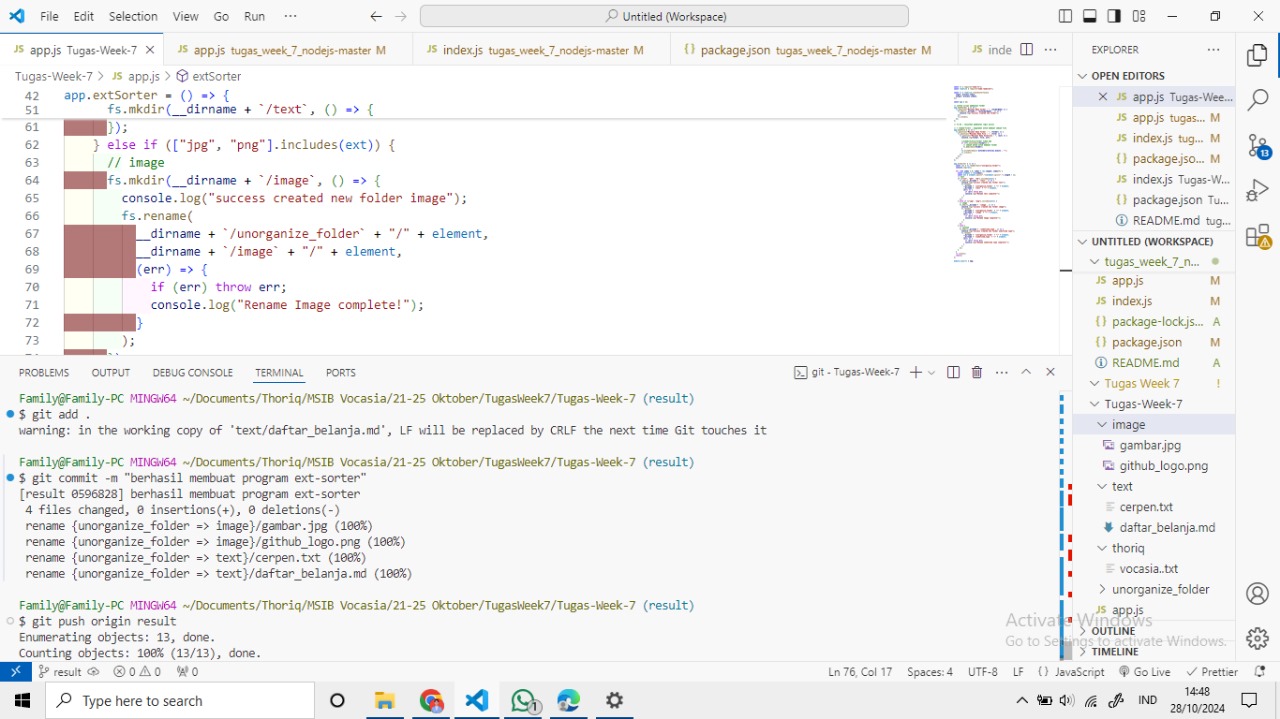 File Edit Selection View Go Run ··· Untitled (Workspace)
app.js Tugas-Week-7 app.js tugas_week_7_nodejs-master M index.js tugas_week_7_nodejs-master M package.json tugas_week_7_nodejs-master M inde
Tugas-Week-7 > app.js > extSorter
42 app.extSorter = () => {
51 fs.mkdir(__dirname + "/text`, () => {
61 });
62 } else if (["jpg", "png"].includes(ext)) {
63 // image
64 fs.mkdir(__dirname + `/image`, () => {
65 console.log("success created new folder image");
66 fs.rename(
67 __dirname + `/unorganize_folder` + "/" + element,
68 __dirname + `/image` + "/" + element,
69 (err) => {
70 if (err) throw err;
71 console.log("Rename Image complete!");
72 }
73 );
PROBLEMS OUTPUT DEBUG CONSOLE TERMINAL PORTS git - Tugas-Week-7
Family@Family-PC MINGW64 ~/Documents/Thoriq/MSIB Vocasia/21-25 Oktober/TugasWeek7/Tugas-Week-7 (result)
$ git add .
warning: in the working copy of 'text/daftar_belanja.md', LF will be replaced by CRLF the next time Git touches it
Family@Family-PC MINGW64 ~/Documents/Thoriq/MSIB Vocasia/21-25 Oktober/TugasWeek7/Tugas-Week-7 (result)
$ git commit -m "berhasil membuat program ext-sorter"
[result 0596828] berhasil membuat program ext-sorter
4 files changed, 0 insertions(+), 0 deletions(-)
rename {unorganize_folder => image}/gambar.jpg (100%)
rename {unorganize_folder => image}/github_logo.png (100%)
rename {unorganize_folder => text}/cerpen.txt (100%)
rename {unorganize_folder => text}/daftar_belanja.md (100%)
Family@Family-PC MINGW64 ~/Documents/Thoriq/MSIB Vocasia/21-25 Oktober/TugasWeek7/Tugas-Week-7 (result)
$ git push origin result
Enumerating objects: 13, done.
Counting objects: 100% (13/13), done.
EXPLORER
OPEN EDITORS
app.js Tugas-Wee...
app.js tugas... M
index.js tug... M
package.jso... M
index.js Tugas-W...
package.json Tu...
README.md tug...
UNTITLED (WORKSPACE)
tugas_week_7_n...
app.js M
index.js M
package-lock.js... A
package.json M
README.md A
Tugas Week 7 !
Tugas-Week-7
image
gambar.jpg
github_logo.png
text
cerpen.txt
daftar_belanja.md
thoriq
vocasia..txt
unorganize_folder
app.js
OUTLINE
TIMELINE
13
Activate Windows
Go to Settings to activate Windows.
result 0 0 0 Ln 76, Col 17 Spaces: 4 UTF-8 LF {} JavaScript Go Live Prettier
Type here to search
1
IND
14:48
28/10/2024